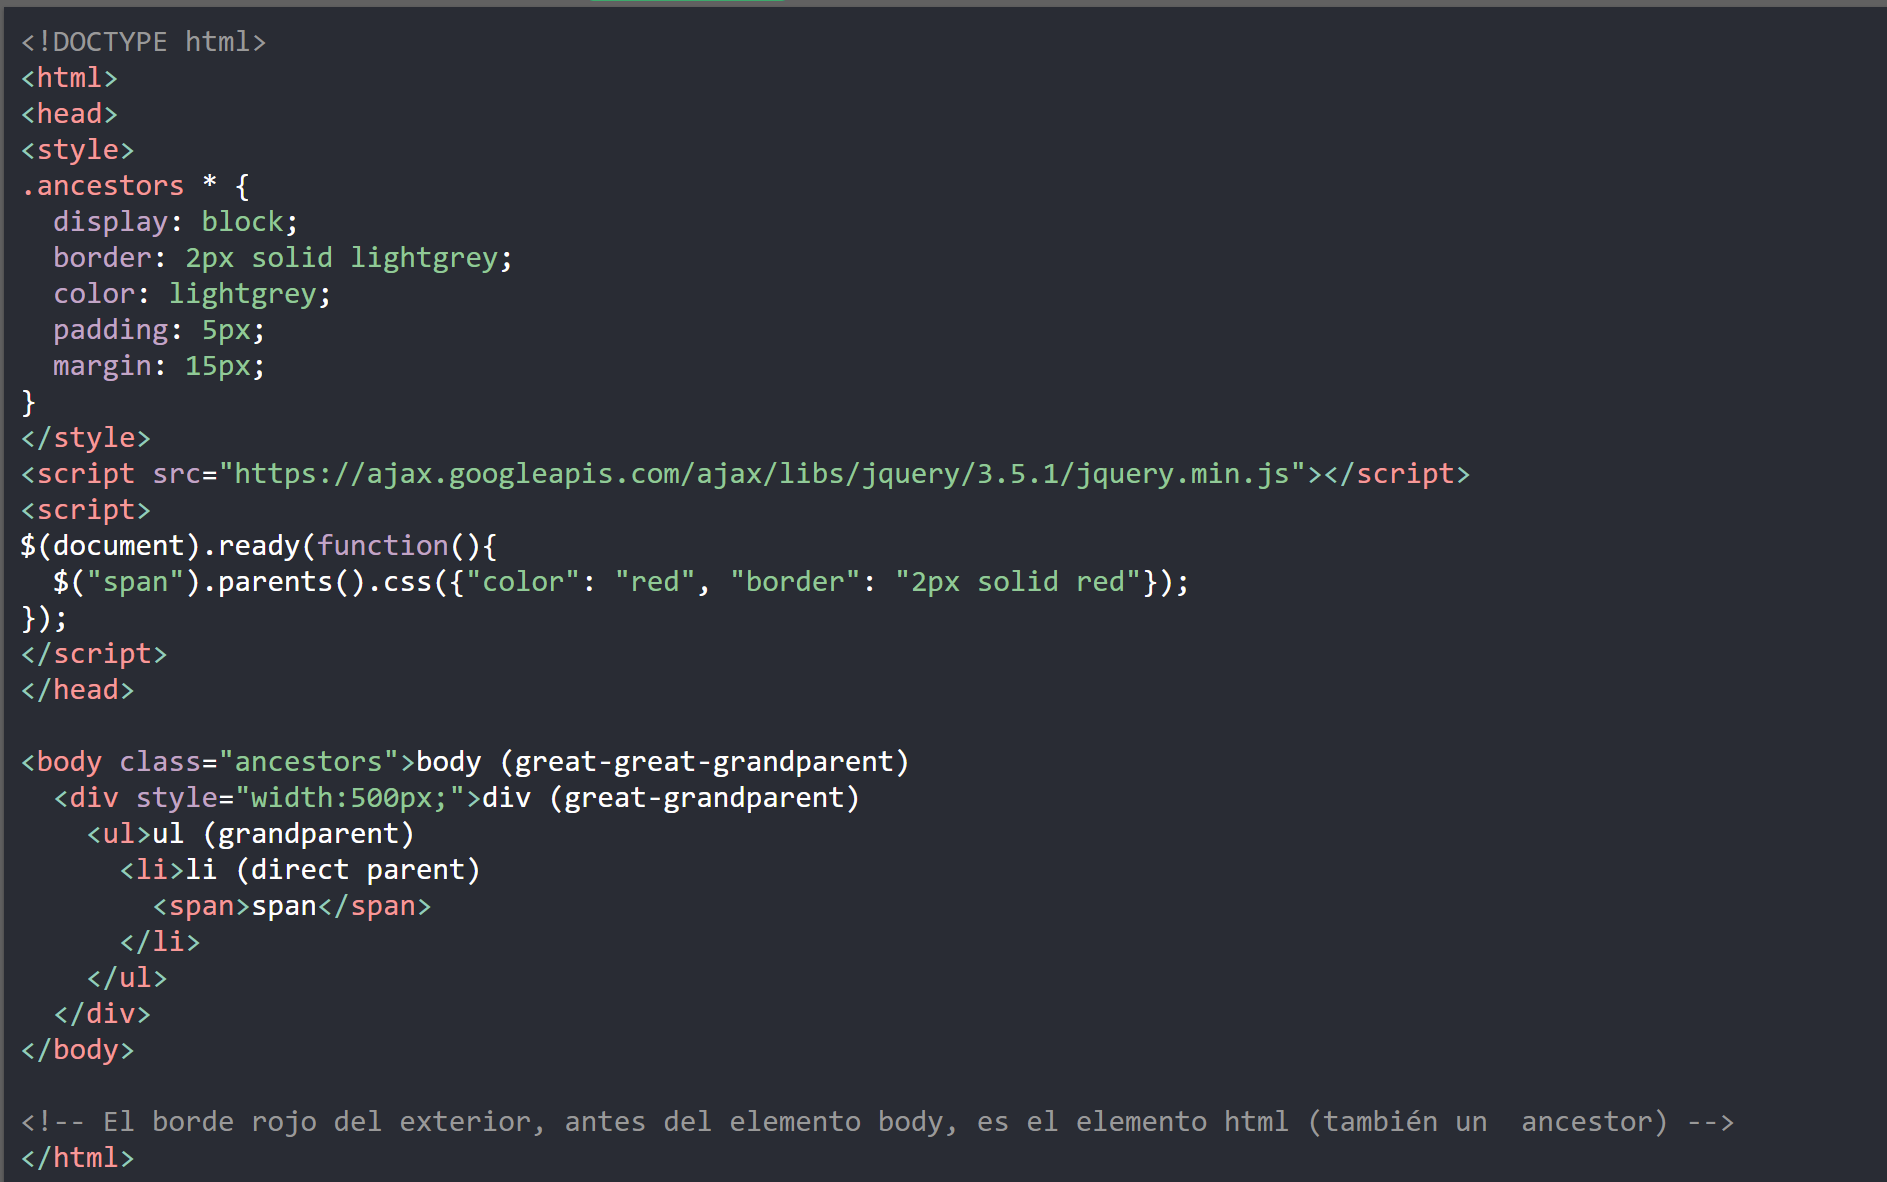 <!DOCTYPE html>
<html>
<head>
<style>
.ancestors * {
  display: block;
  border: 2px solid lightgrey;
  color: lightgrey;
  padding: 5px;
  margin: 15px;
}
</style>
<script src="https://ajax.googleapis.com/ajax/libs/jquery/3.5.1/jquery.min.js"></script>
<script>
$(document).ready(function(){
  $("span").parents().css({"color": "red", "border": "2px solid red"});
});
</script>
</head>

<body class="ancestors">body (great-great-grandparent)
  <div style="width:500px;">div (great-grandparent)
    <ul>ul (grandparent)
      <li>li (direct parent)
        <span>span</span>
      </li>
    </ul>
  </div>
</body>

<!-- El borde rojo del exterior, antes del elemento body, es el elemento html (también un  ancestor) -->
</html>